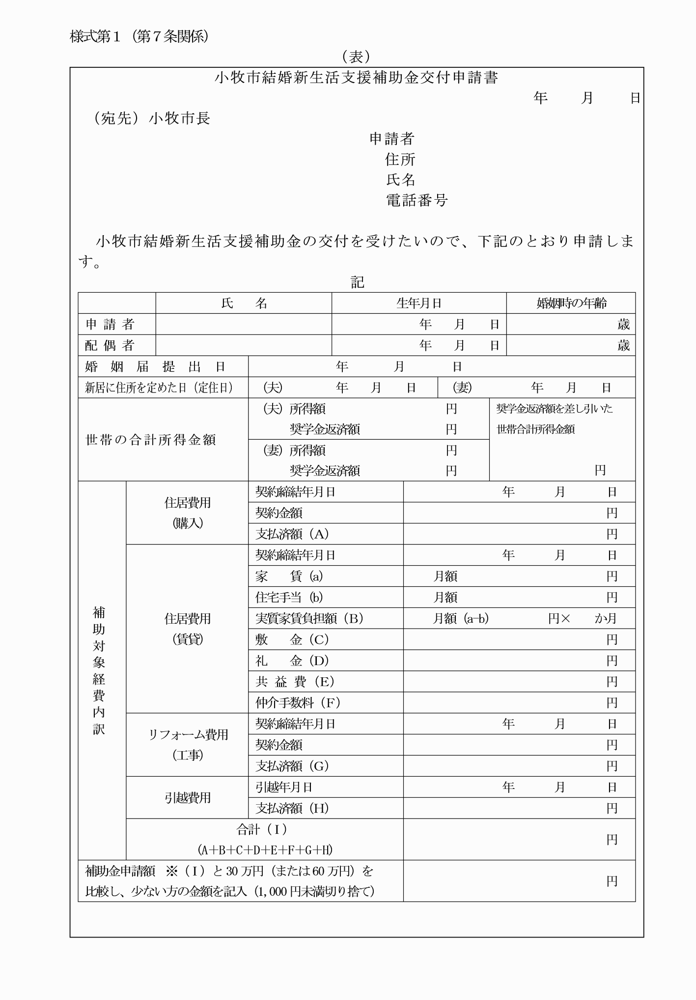 様式第１（第７条関係）
（表）
小牧市結婚新生活支援補助金交付申請書
年　月　日
（宛先）小牧市長
申請者
住所
氏名
電話番号
小牧市結婚新生活支援補助金の交付を受けたいので、下記のとおり申請しま
す。
記
氏　名　生年月日　婚姻時の年齢
申請者　年　月　日　歳
配偶者　年　月　日　歳
婚姻届提出日　年　月　日
新居に住所を定めた日（定住日）　（夫）　年　月　日　（妻）　年　月　日
世帯の合計所得金額
（夫）所得額　円
奨学金返済額　円
（妻）所得額　円
奨学金返済額　円
奨学金返済額を差し引いた
世帯合計所得金額
円
補助対象経費内訳
住居費用
（購入）
契約締結年月日　年　月　日
契約金額　円
支払済額（A）　円
住居費用
（賃貸）
契約締結年月日　年　月　日
家　賃（a）　月額　円
住宅手当（b）　月額　円
実質家賃負担額（B）　月額（a-b）　円×　か月
敷　金（C）　円
礼　金（D）　円
共益費（E）　円
仲介手数料（F）　円
リフォーム費用
（工事）
契約締結年月日　年　月　日
契約金額　円
支払済額（G）　円
引越費用
引越年月日　年　月　日
支払済額（H）　円
合計（Ｉ）
（A＋B＋C＋D＋E＋F＋G＋H）
円
補助金申請額　※（Ｉ）と30万円（または60万円）を
比較し、少ない方の金額を記入（1,000円未満切り捨て）
円